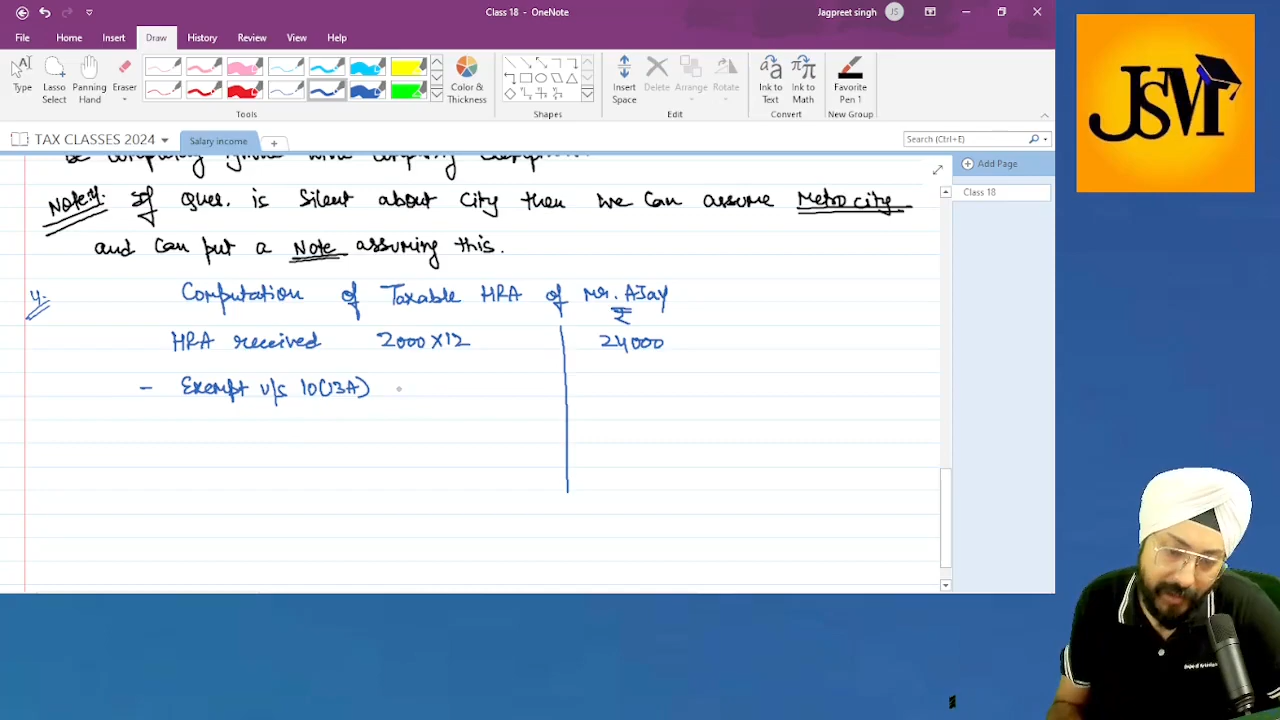 Class 18 - OneNote
Jagpreet singh JS
File Home Insert Draw History Review View Help
Type Lasso Select Panning Hand Eraser Color & Thickness Insert Space Delete Arrange Rotate Ink to Text Ink to Math Favorite Pen 1
Tools Shapes Edit Convert New Group
TAX CLASSES 2024 Salary income Search (Ctrl+E)
Add Page
Class 18
be
Note:4. If Ques. is Silent about City then we Can assume Metro city
and Can put a Note assuming this.
4. Computation of Taxable HRA of Mr. AJay
₹
HRA received 2000×12 24000
- Exempt u/s 10(13A)
JSM